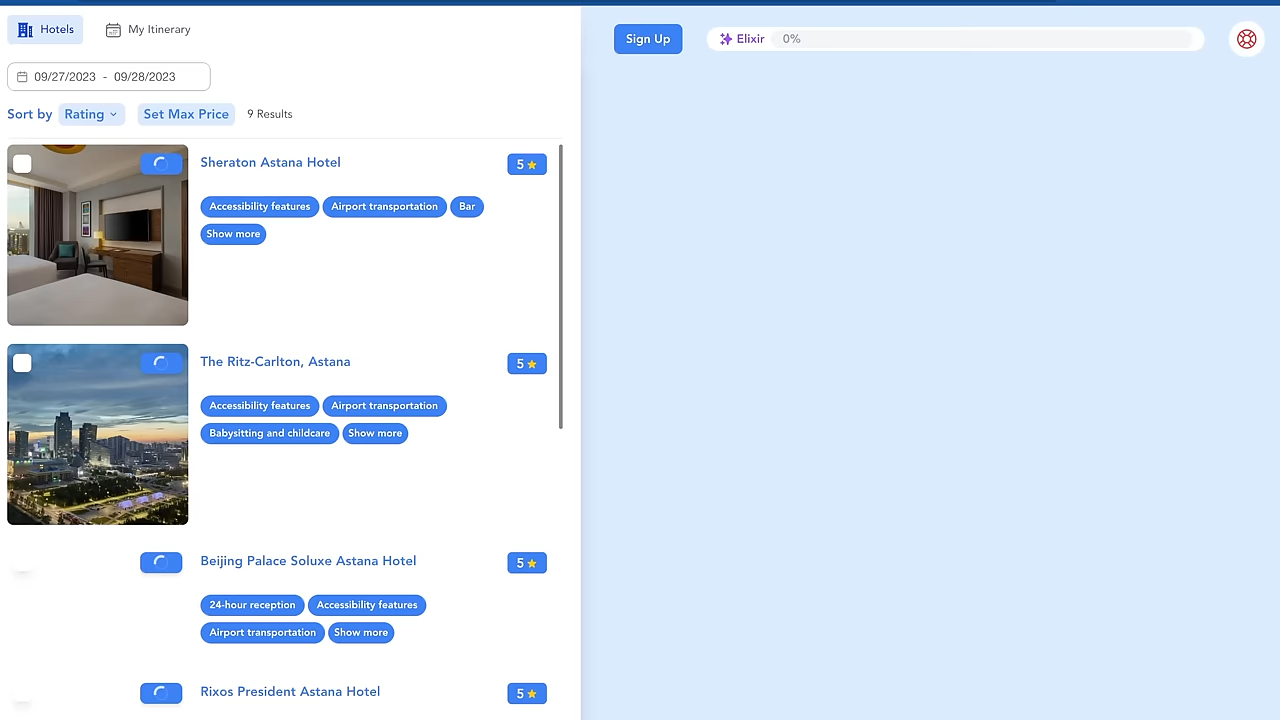 Hotels My Itinerary
Sign Up Elixir 0%
09/27/2023 - 09/28/2023
Sort by Rating Set Max Price 9 Results
Sheraton Astana Hotel 5
Accessibility features Airport transportation Bar
Show more
The Ritz-Carlton, Astana 5
Accessibility features Airport transportation
Babysitting and childcare Show more
Beijing Palace Soluxe Astana Hotel 5
24-hour reception Accessibility features
Airport transportation Show more
Rixos President Astana Hotel 5